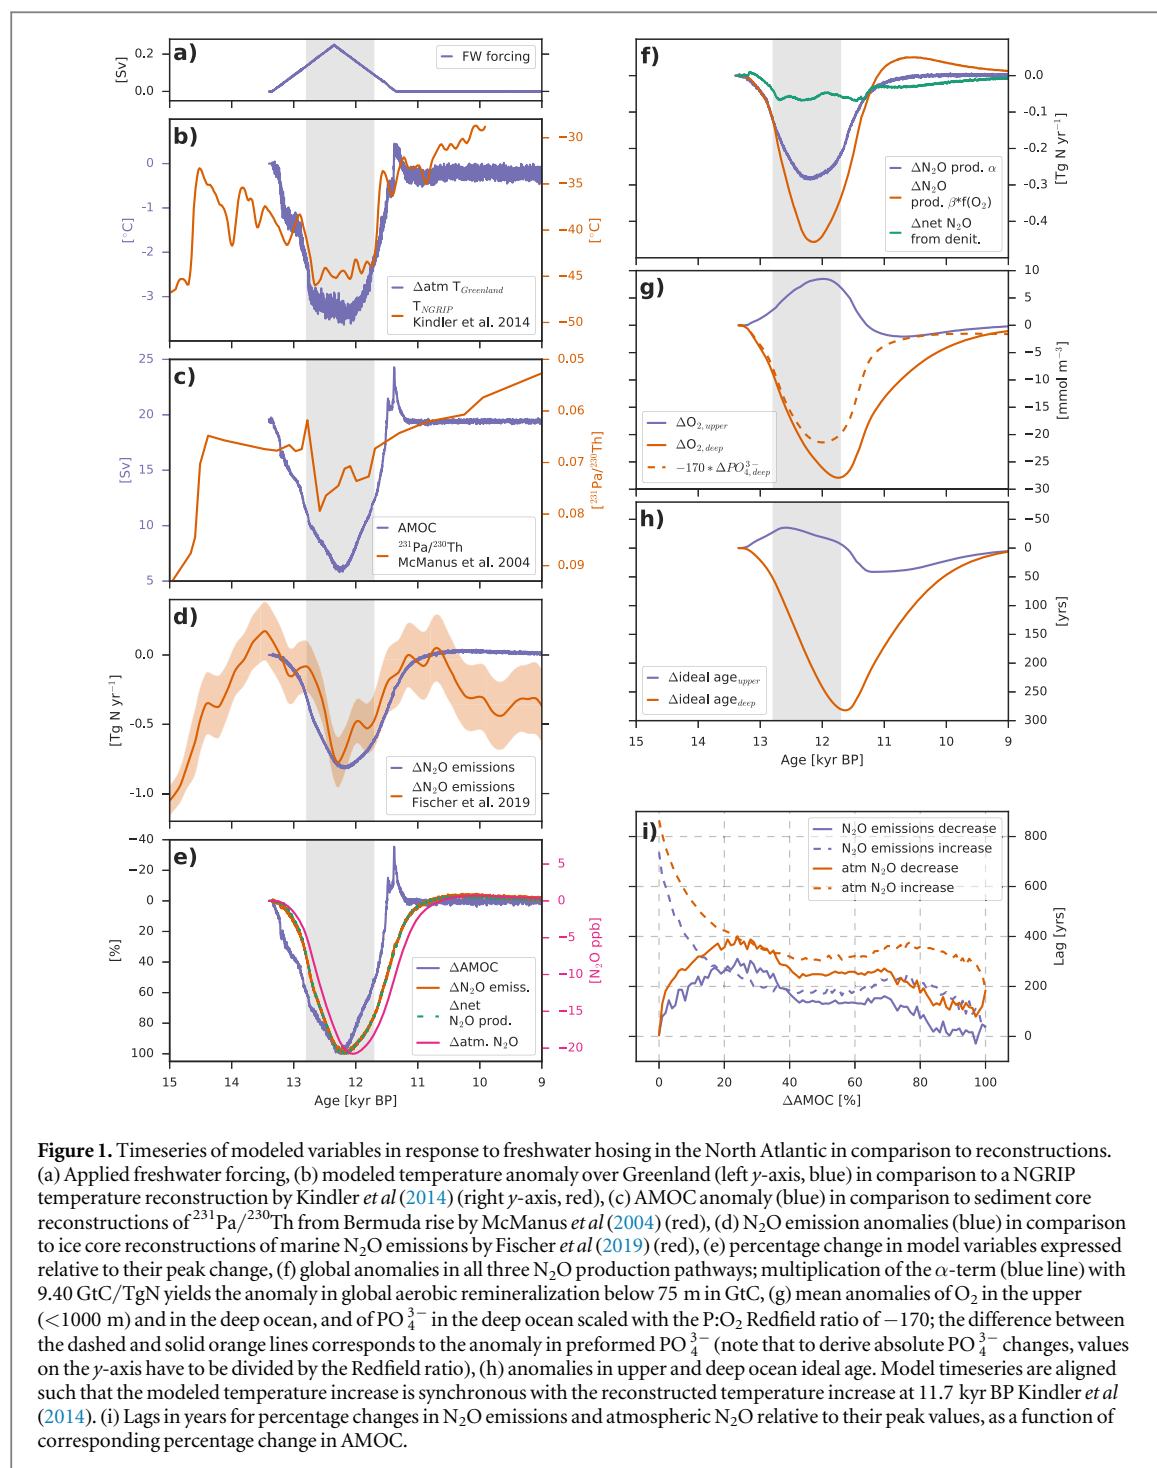 a)
0.2
0.0
[Sv]
FW forcing
b)
0
-1
-2
-3
[°C]
−30
−35
−40
−45
−50
[°C]
Δatm T_Greenland
T_NGRIP
Kindler et al. 2014
c)
25
20
15
10
5
[Sv]
0.05
0.06
0.07
0.08
0.09
[²³¹Pa/²³⁰Th]
AMOC
²³¹Pa/²³⁰Th
McManus et al. 2004
d)
0.0
-0.5
-1.0
[Tg N yr⁻¹]
ΔN₂O emissions
ΔN₂O emissions
Fischer et al. 2019
e)
−40
−20
0
20
40
60
80
100
[%]
5
0
−5
−10
−15
−20
[N₂O ppb]
ΔAMOC
ΔN₂O emiss.
Δnet
N₂O prod.
Δatm. N₂O
15 14 13 12 11 10 9
Age [kyr BP]
f)
0.0
-0.1
-0.2
-0.3
-0.4
[Tg N yr⁻¹]
ΔN₂O prod. α
ΔN₂O
prod. β*f(O₂)
Δnet N₂O
from denit.
g)
10
5
0
−5
−10
−15
−20
−25
−30
[mmol m⁻³]
ΔO₂,upper
ΔO₂,deep
−170 ∗ ΔPO₄³⁻,deep
h)
−50
0
50
100
150
200
250
300
[yrs]
Δideal age_upper
Δideal age_deep
15 14 13 12 11 10 9
Age [kyr BP]
i)
800
600
400
200
0
Lag [yrs]
N₂O emissions decrease
N₂O emissions increase
atm N₂O decrease
atm N₂O increase
0 20 40 60 80 100
ΔAMOC [%]
Figure 1. Timeseries of modeled variables in response to freshwater hosing in the North Atlantic in comparison to reconstructions.
(a) Applied freshwater forcing, (b) modeled temperature anomaly over Greenland (left y-axis, blue) in comparison to a NGRIP
temperature reconstruction by Kindler et al (2014) (right y-axis, red), (c) AMOC anomaly (blue) in comparison to sediment core
reconstructions of ²³¹Pa/²³⁰Th from Bermuda rise by McManus et al (2004) (red), (d) N₂O emission anomalies (blue) in comparison
to ice core reconstructions of marine N₂O emissions by Fischer et al (2019) (red), (e) percentage change in model variables expressed
relative to their peak change, (f) global anomalies in all three N₂O production pathways; multiplication of the α-term (blue line) with
9.40 GtC/TgN yields the anomaly in global aerobic remineralization below 75 m in GtC, (g) mean anomalies of O₂ in the upper
(<1000 m) and in the deep ocean, and of PO₄³⁻ in the deep ocean scaled with the P:O₂ Redfield ratio of −170; the difference between
the dashed and solid orange lines corresponds to the anomaly in preformed PO₄³⁻ (note that to derive absolute PO₄³⁻ changes, values
on the y-axis have to be divided by the Redfield ratio), (h) anomalies in upper and deep ocean ideal age. Model timeseries are aligned
such that the modeled temperature increase is synchronous with the reconstructed temperature increase at 11.7 kyr BP Kindler et al
(2014). (i) Lags in years for percentage changes in N₂O emissions and atmospheric N₂O relative to their peak values, as a function of
corresponding percentage change in AMOC.